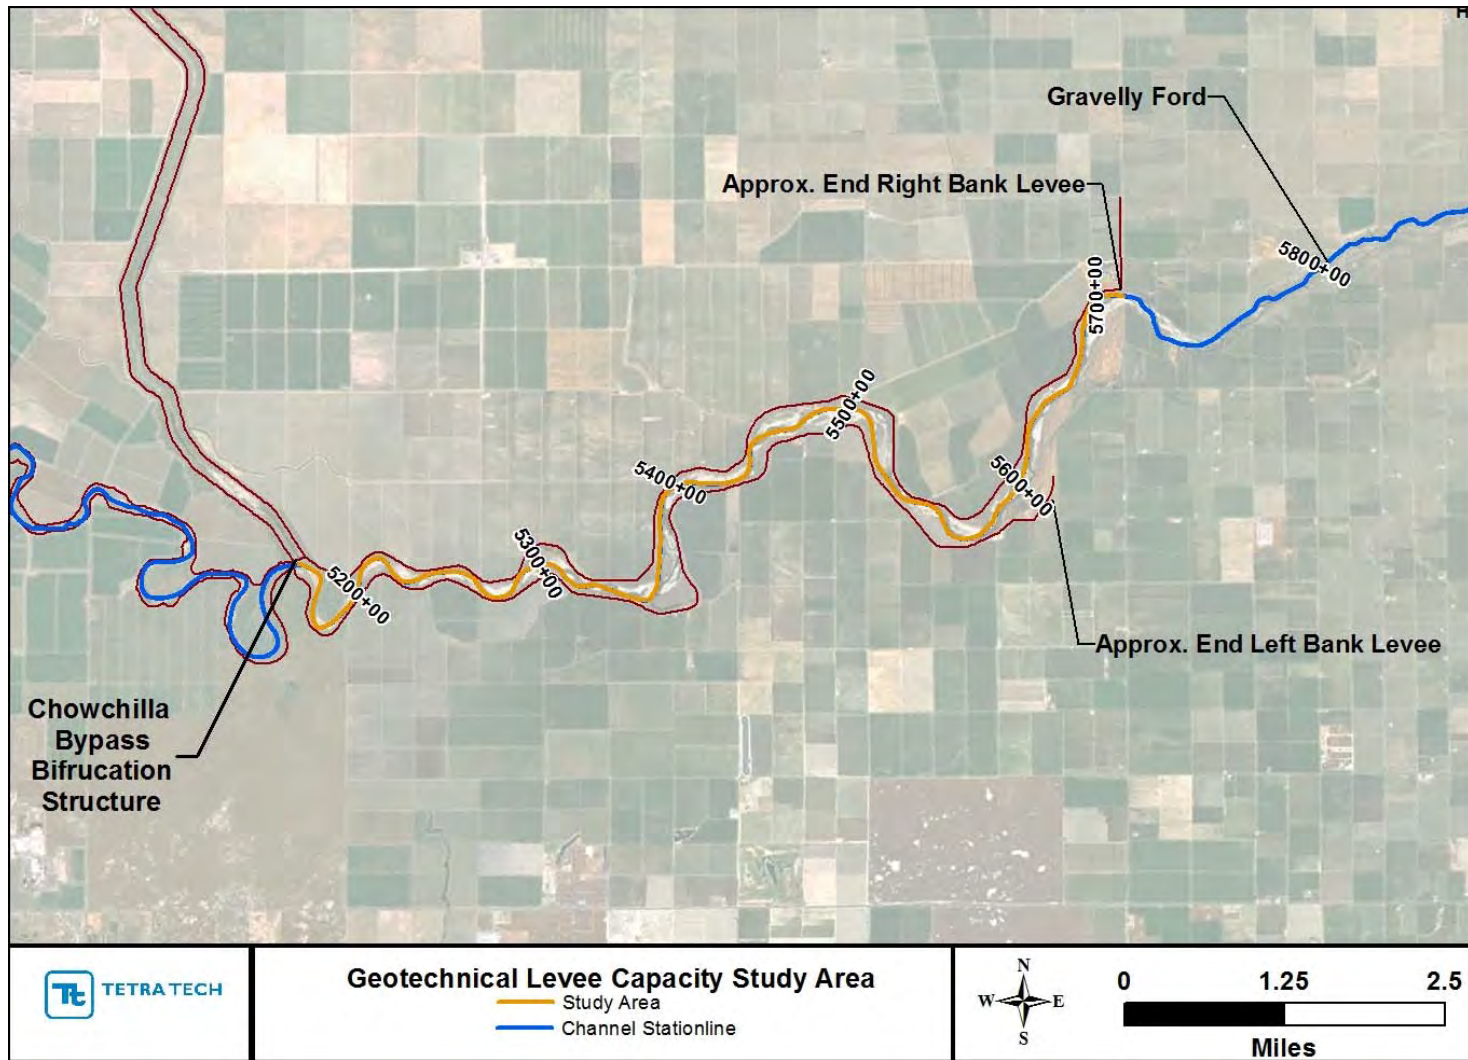 H
Gravelly Ford
Approx. End Right Bank Levee
5800+00
5700+00
5500+00
5400+00
5600+00
5300+00
5200+00
Approx. End Left Bank Levee
Chowchilla
Bypass
Bifrucation
Structure
Tt TETRA TECH
Geotechnical Levee Capacity Study Area
Study Area
Channel Stationline
N
W E
S
0 1.25 2.5
Miles